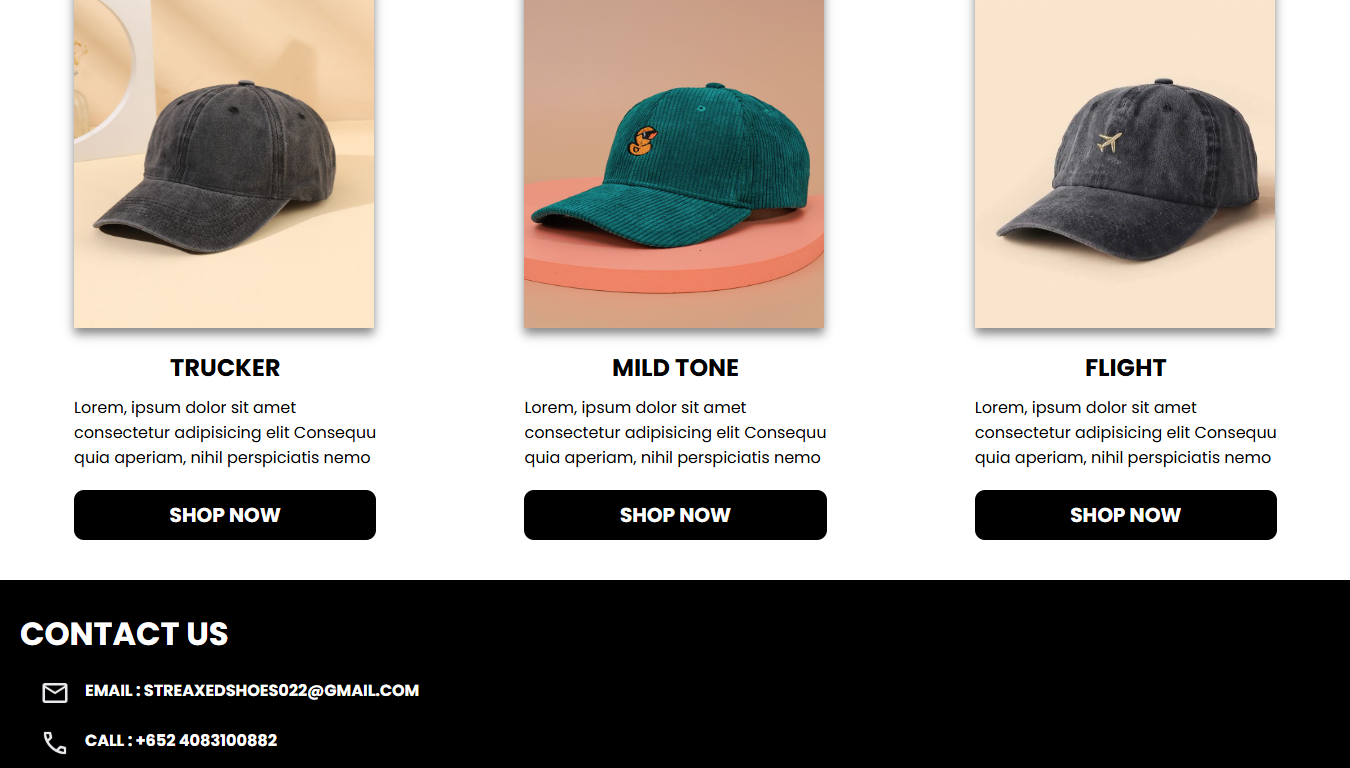 TRUCKER
Lorem, ipsum dolor sit amet
consectetur adipisicing elit Consequu
quia aperiam, nihil perspiciatis nemo
SHOP NOW
MILD TONE
Lorem, ipsum dolor sit amet
consectetur adipisicing elit Consequu
quia aperiam, nihil perspiciatis nemo
SHOP NOW
FLIGHT
Lorem, ipsum dolor sit amet
consectetur adipisicing elit Consequu
quia aperiam, nihil perspiciatis nemo
SHOP NOW
CONTACT US
EMAIL : STREAXEDSHOES022@GMAIL.COM
CALL : +652 4083100882